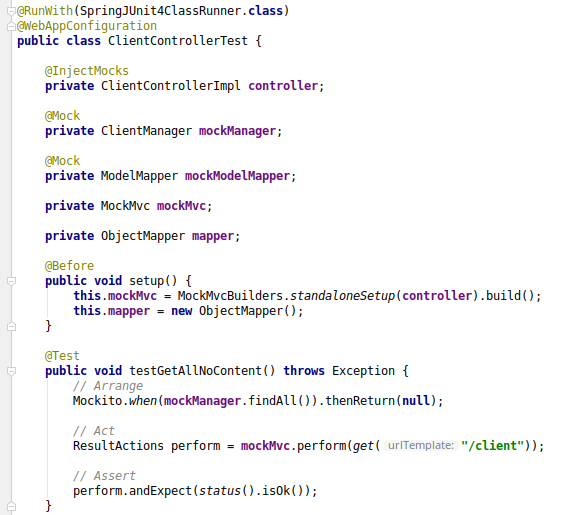 @RunWith(SpringJUnit4ClassRunner.class)
@WebAppConfiguration
public class ClientControllerTest {
@InjectMocks
private ClientControllerImpl controller;
@Mock
private ClientManager mockManager;
@Mock
private ModelMapper mockModelMapper;
private MockMvc mockMvc;
private ObjectMapper mapper;
@Before
public void setup() {
this.mockMvc = MockMvcBuilders.standaloneSetup(controller).build();
this.mapper = new ObjectMapper();
}
@Test
public void testGetAllNoContent() throws Exception {
// Arrange
Mockito.when(mockManager.findAll()).thenReturn(null);
// Act
ResultActions perform = mockMvc.perform(get( urlTemplate: "/client"));
// Assert
perform.andExpect(status().isOk());
}